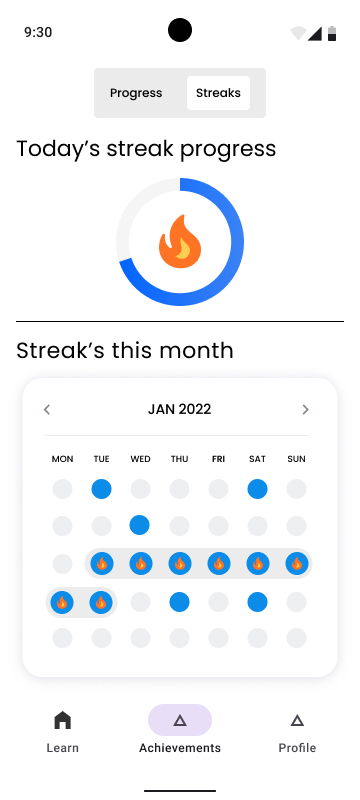 9:30
Progress Streaks
Today's streak progress
Streak's this month
JAN 2022
MON TUE WED THU FRI SAT SUN
Learn Achievements Profile